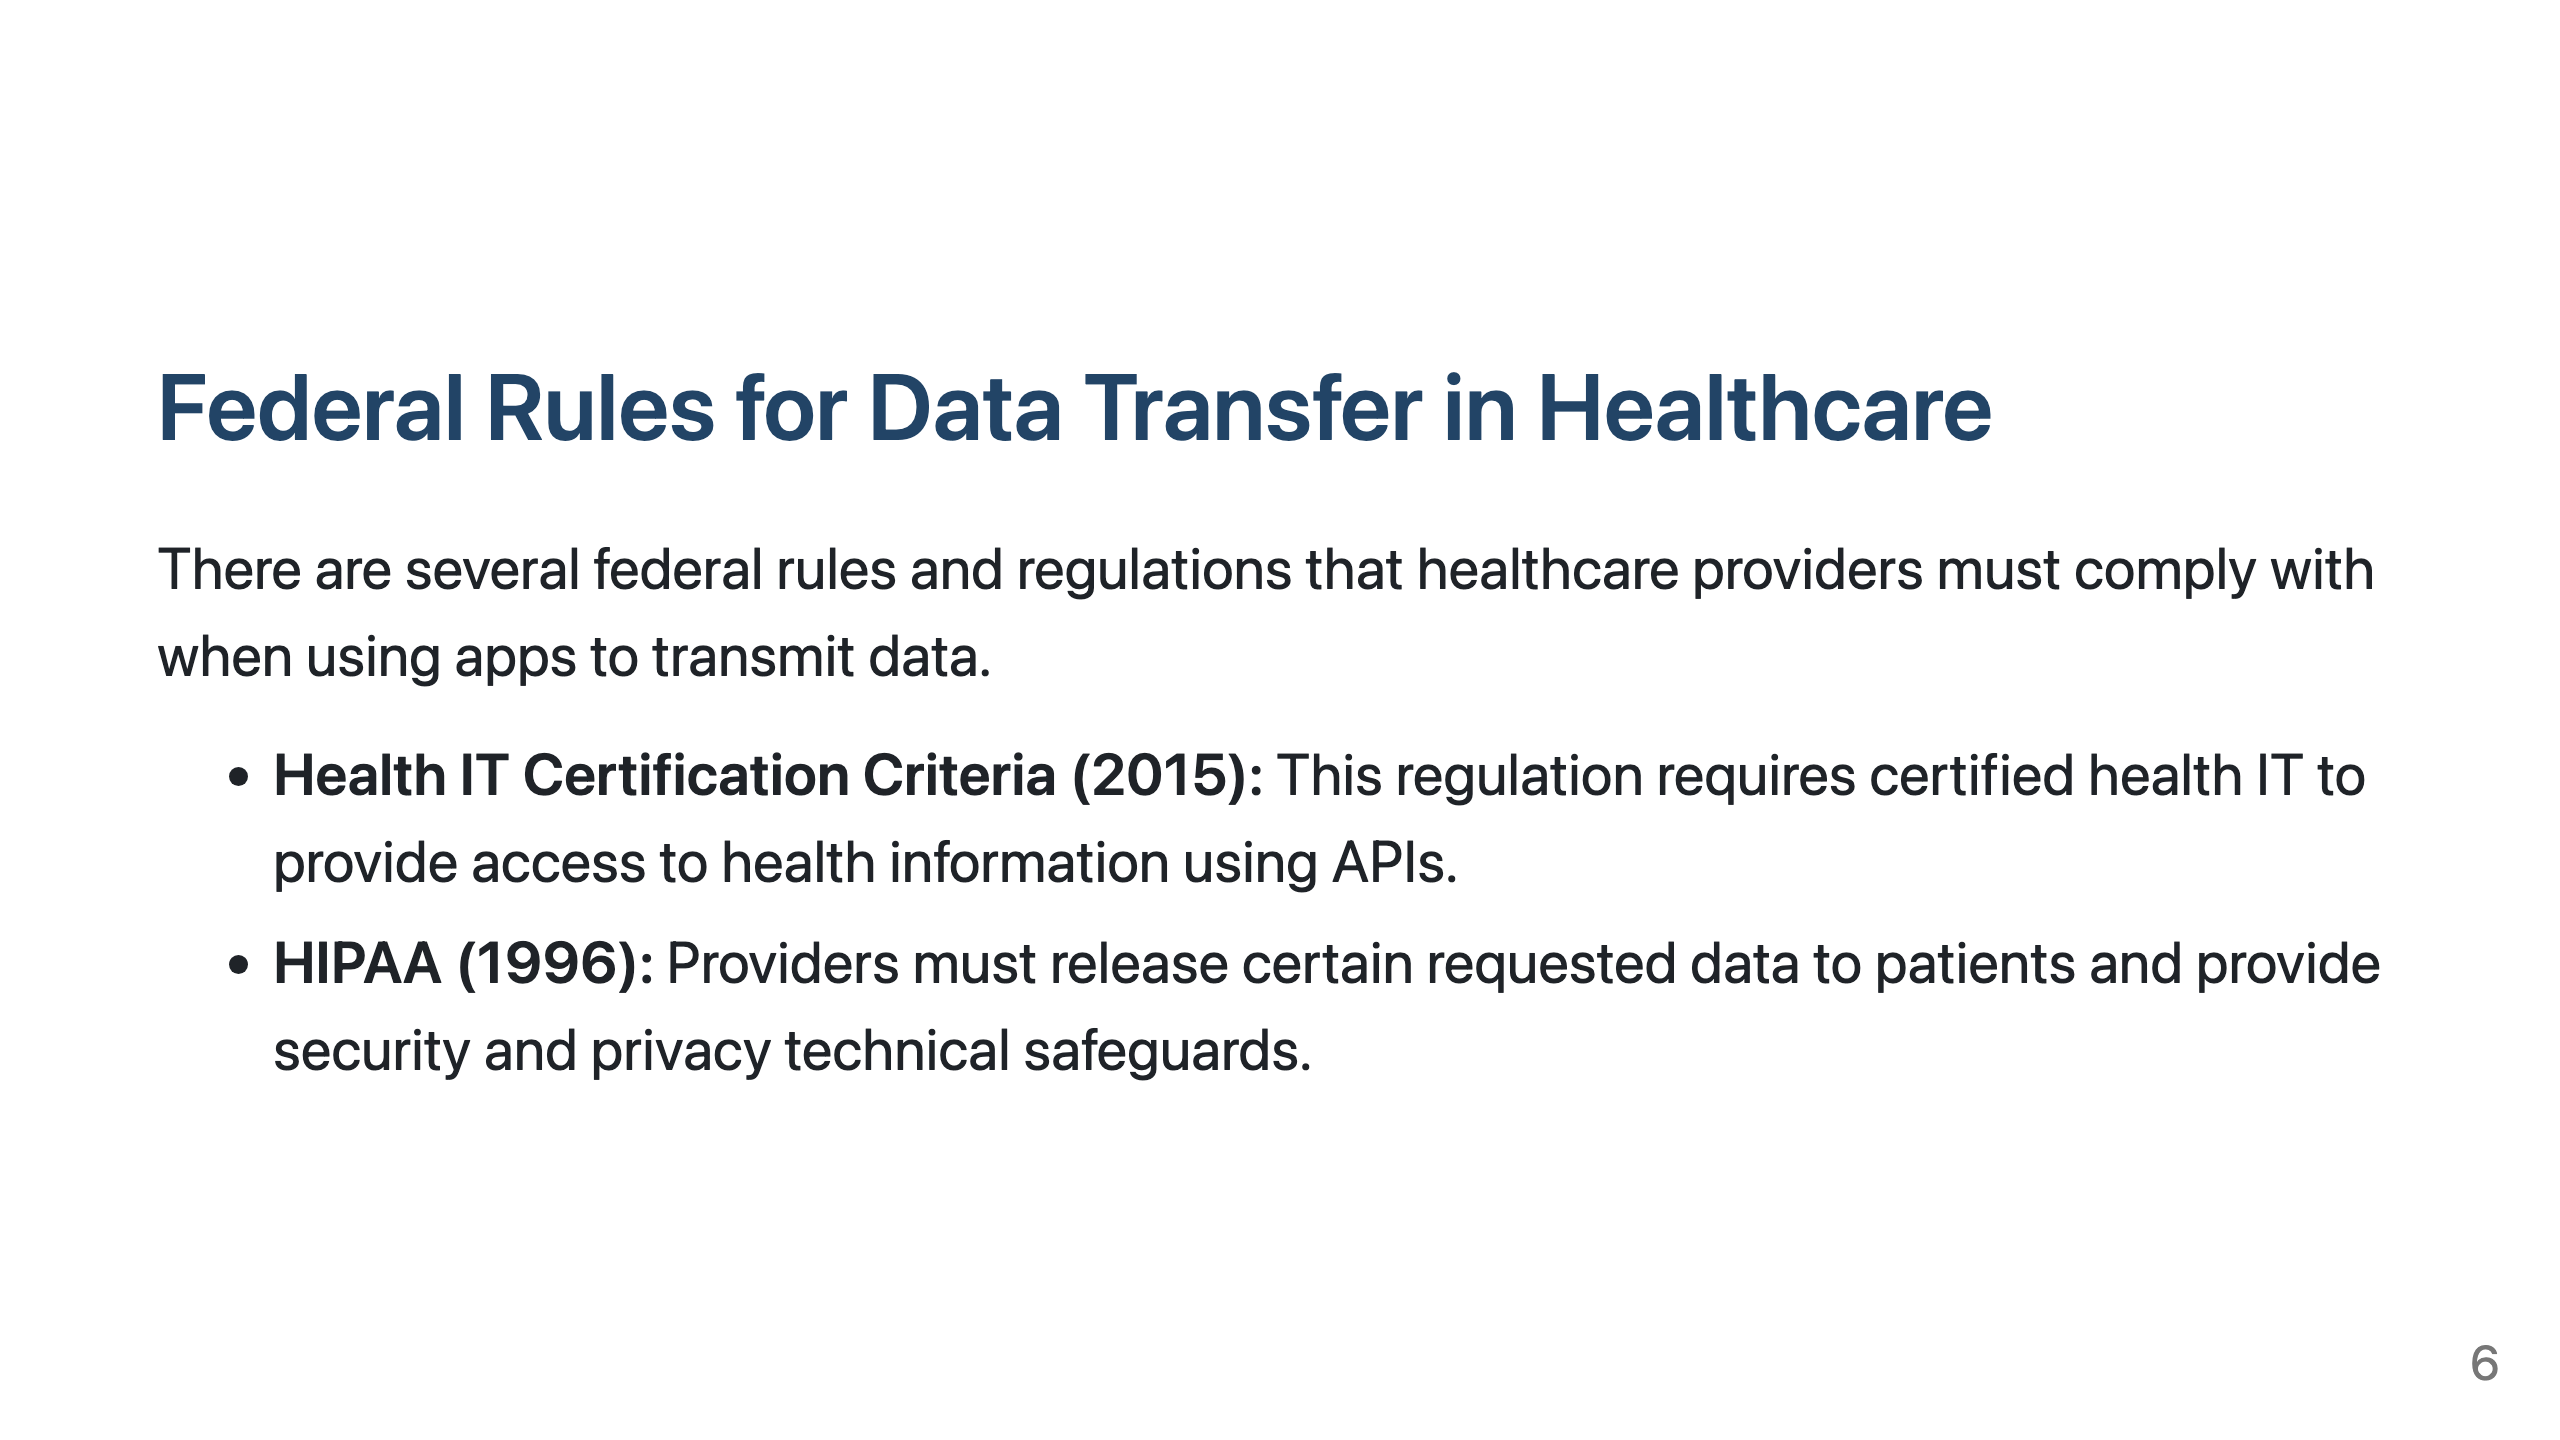 Federal Rules for Data Transfer in Healthcare
There are several federal rules and regulations that healthcare providers must comply with
when using apps to transmit data.
• Health IT Certification Criteria (2015): This regulation requires certified health IT to
provide access to health information using APIs.
• HIPAA (1996): Providers must release certain requested data to patients and provide
security and privacy technical safeguards.
6